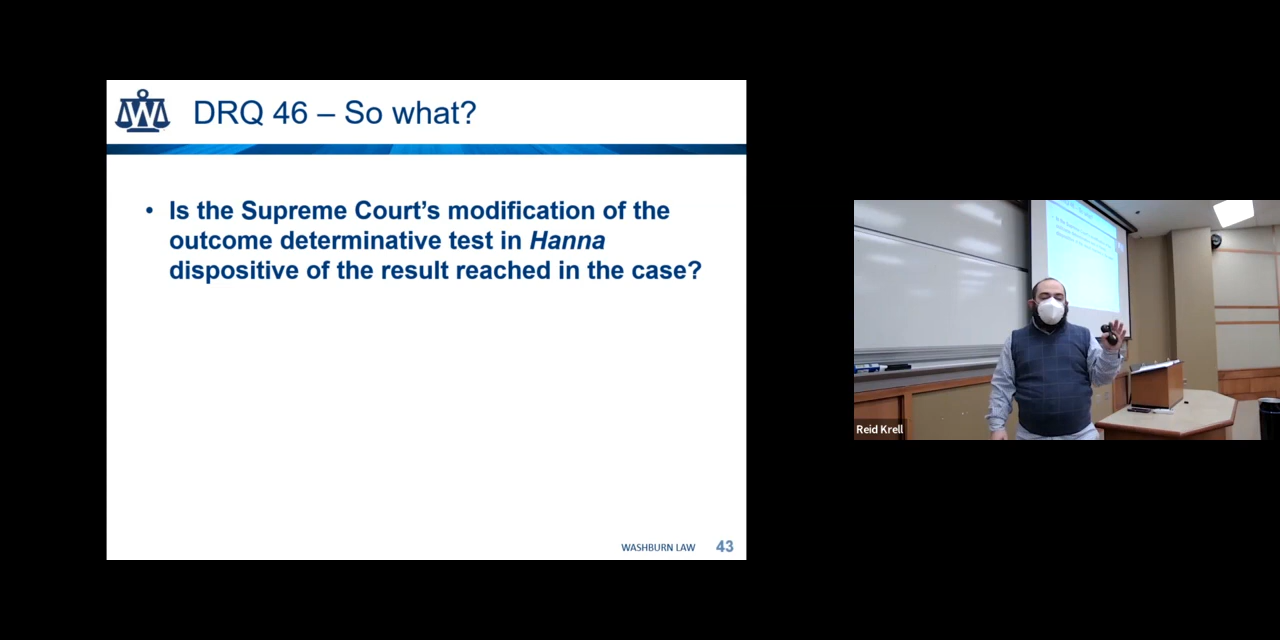 DRQ 46 – So what?
• Is the Supreme Court's modification of the
outcome determinative test in Hanna
dispositive of the result reached in the case?
WASHBURN LAW 43
Reid Krell